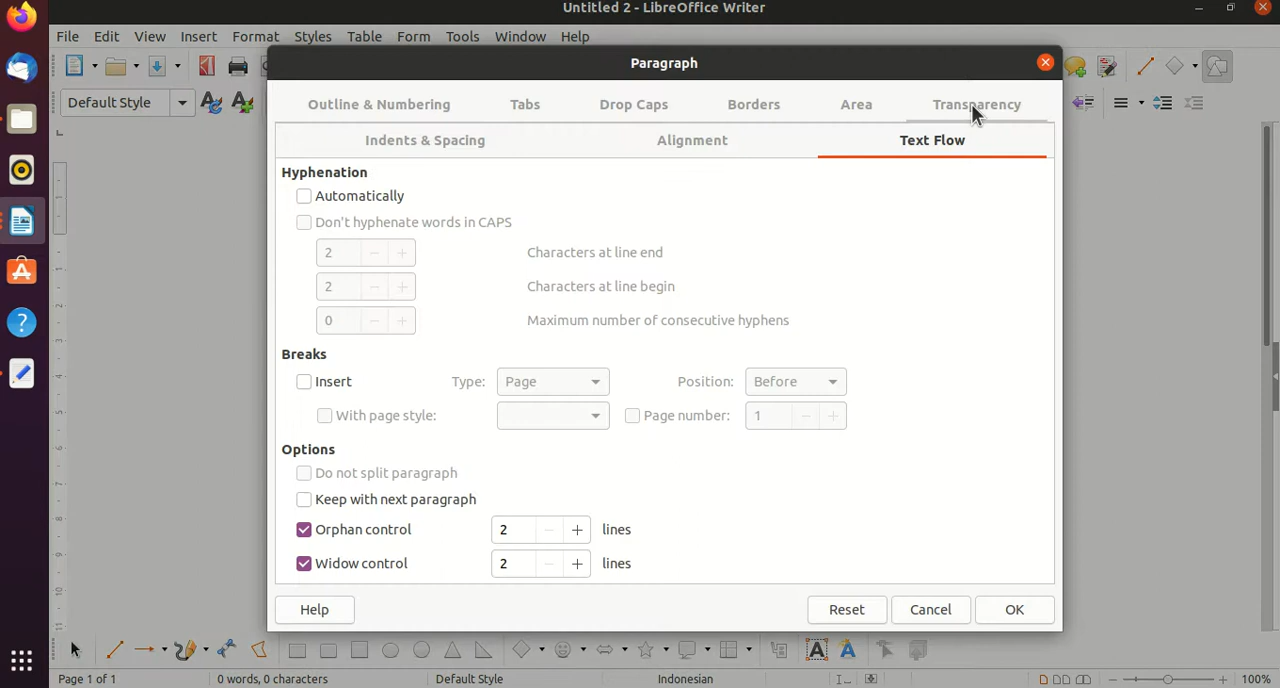 Untitled 2 - LibreOffice Writer
File Edit View Insert Format Styles Table Form Tools Window Help
Paragraph
Default Style
Outline & Numbering Tabs Drop Caps Borders Area Transparency
Indents & Spacing Alignment Text Flow
Hyphenation
Automatically
Don't hyphenate words in CAPS
2 − + Characters at line end
2 − + Characters at line begin
0 − + Maximum number of consecutive hyphens
Breaks
Insert Type: Page Position: Before
With page style: Page number: 1 − +
Options
Do not split paragraph
Keep with next paragraph
Orphan control 2 − + lines
Widow control 2 − + lines
Help Reset Cancel OK
Page 1 of 1 0 words, 0 characters Default Style Indonesian 100%